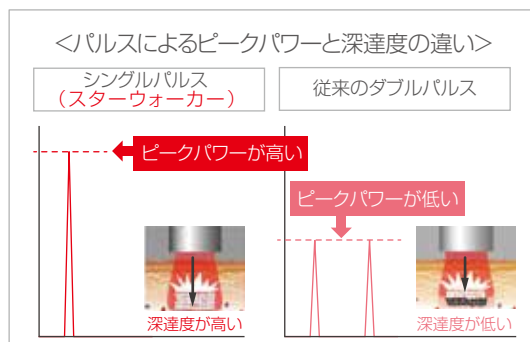 <パルスによるピークパワーと深達度の違い>
シングルパルス
（スターウォーカー）
従来のダブルパルス
ピークパワーが高い
ピークパワーが低い
深達度が高い
深達度が低い